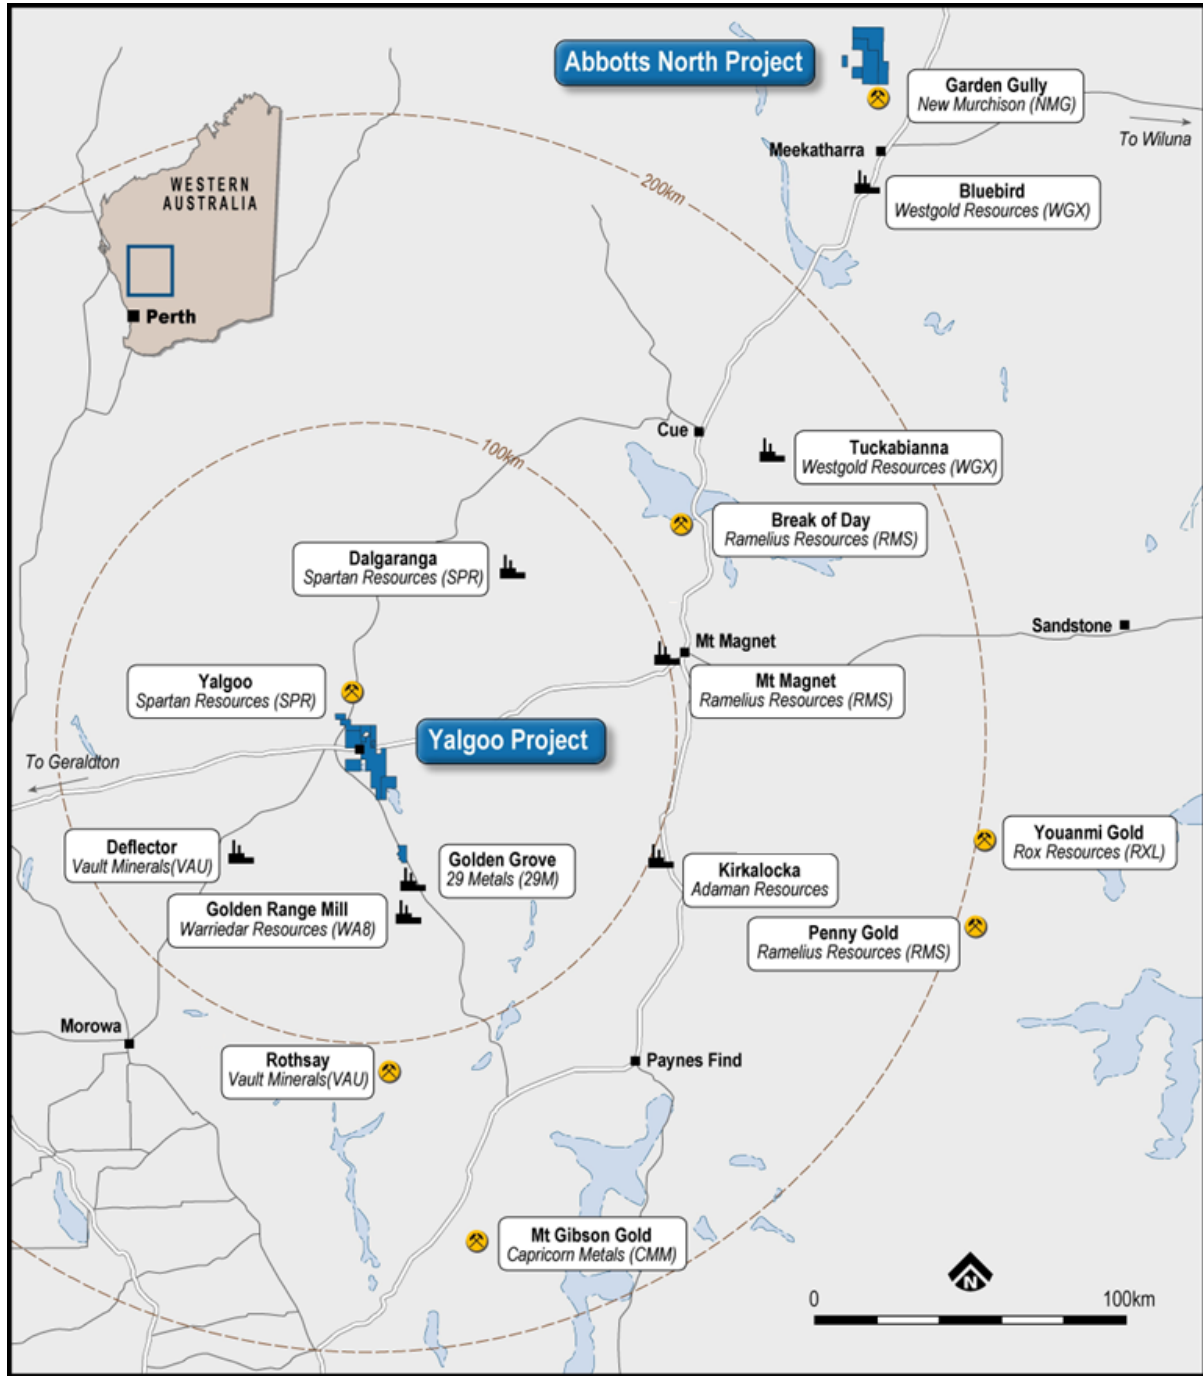 Abbotts North Project
Garden Gully
New Murchison (NMG)
To Wiluna
Meekatharra
WESTERN
AUSTRALIA
200km
Bluebird
Westgold Resources (WGX)
Perth
Cue
100km
Tuckabianna
Westgold Resources (WGX)
Break of Day
Ramelius Resources (RMS)
Dalgaranga
Spartan Resources (SPR)
Sandstone
Mt Magnet
Yalgoo
Spartan Resources (SPR)
Mt Magnet
Ramelius Resources (RMS)
Yalgoo Project
To Geraldton
Deflector
Vault Minerals(VAU)
Golden Grove
29 Metals (29M)
Youanmi Gold
Rox Resources (RXL)
Kirkalocka
Adaman Resources
Golden Range Mill
Warriedar Resources (WA8)
Penny Gold
Ramelius Resources (RMS)
Morowa
Rothsay
Vault Minerals(VAU)
Paynes Find
Mt Gibson Gold
Capricorn Metals (CMM)
N
0 100km